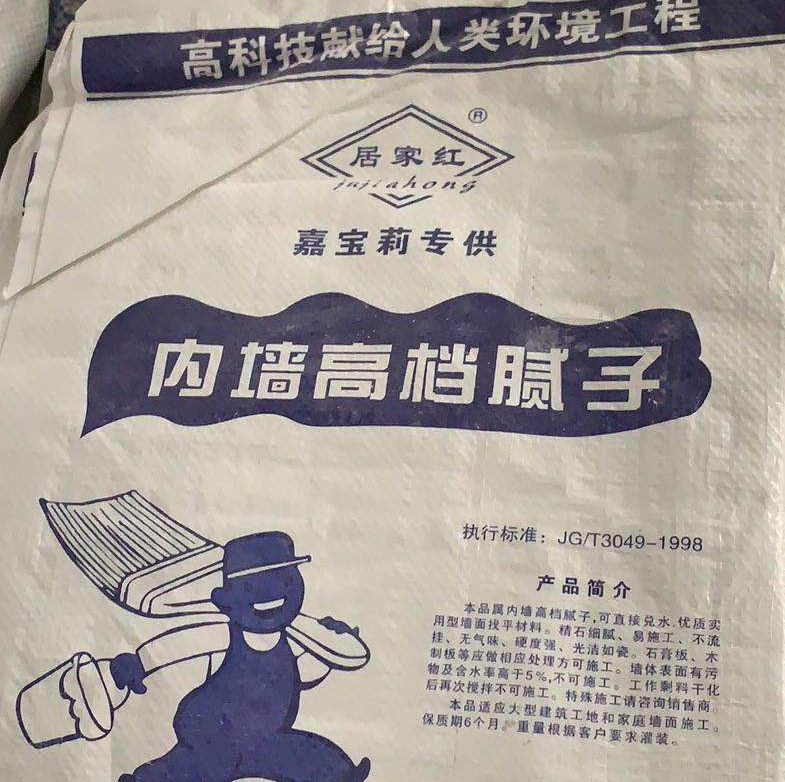 高科技献给人类环境工程
®
居家红
jujiahong
嘉宝莉专供
内墙高档腻子
执行标准：JG/T3049-1998
产品简介
本品属内墙高档腻子,可直接兑水.优质实
用型墙面找平材料。精石细腻、易施工、不流
挂、无气味、硬度强、光洁如瓷。石膏板、木
制板等应做相应处理方可施工。墙体表面有污
物及含水率高于5%,不可施工。工作剩料干化
后再次搅拌不可施工。特殊施工请咨询销售商.
本品适应大型建筑工地和家庭墙面施工。
保质期6个月。重量根据客户要求灌装。